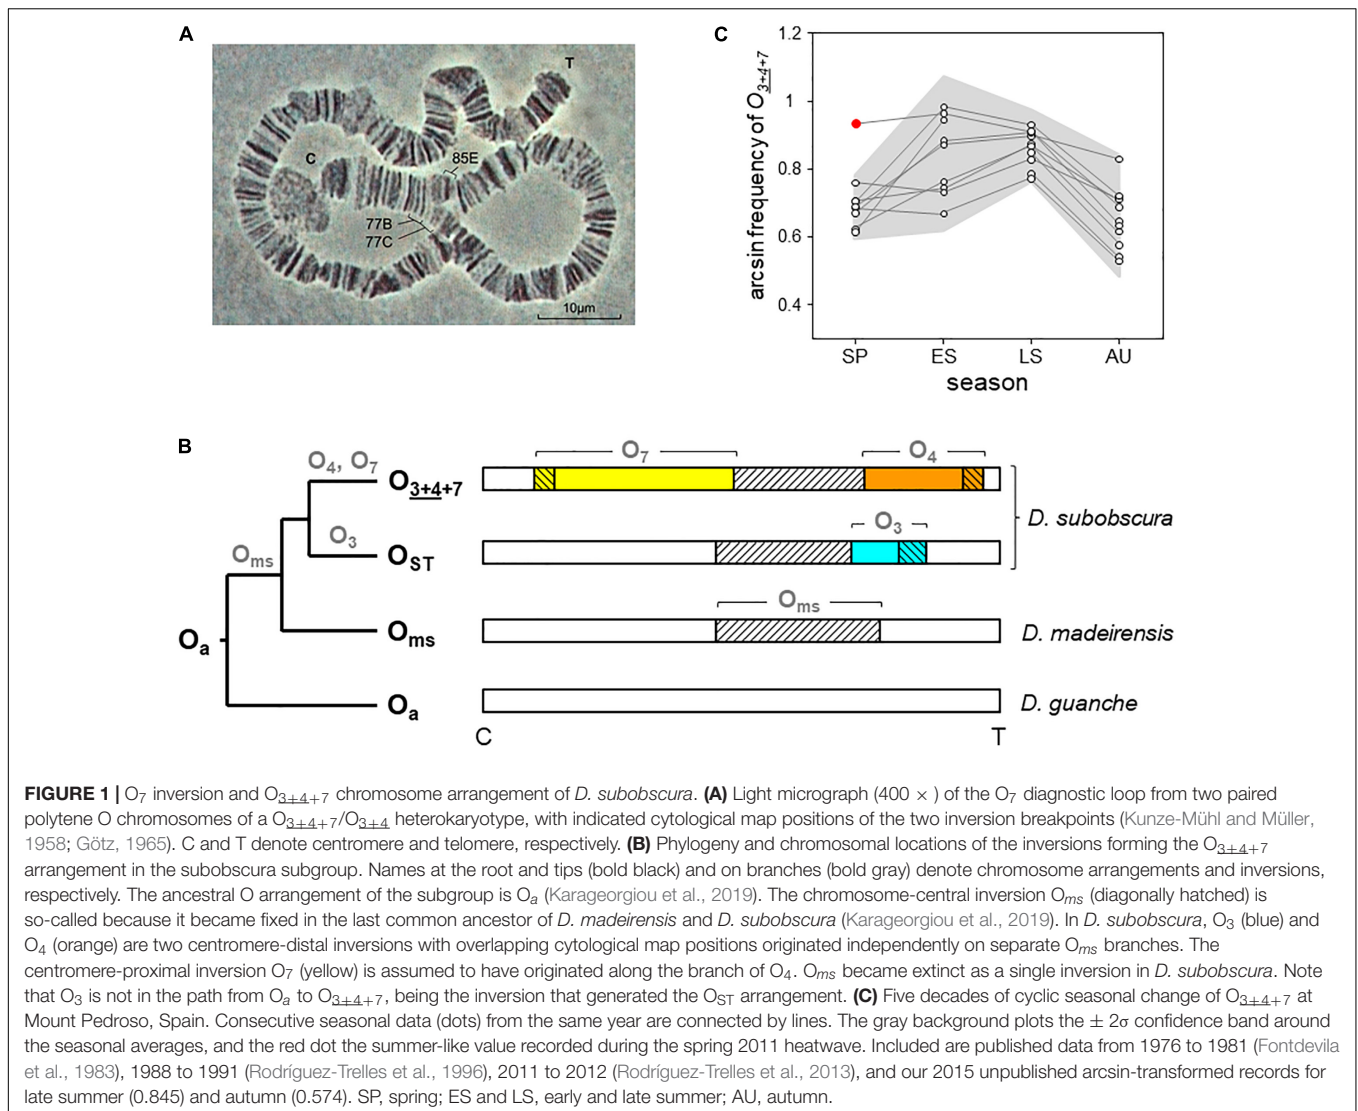 A
T
C
85E
77B
77C
10µm
C
arcsin frequency of O3+4+7
1.2
1
0.8
0.6
0.4
SP ES LS AU
season
B
O7 O4
O4, O7
O3+4+7
D. subobscura
O3
O3
OST
Oms
Oms
Oms
D. madeirensis
Oa
Oa
D. guanche
C T
FIGURE 1 | O7 inversion and O3+4+7 chromosome arrangement of D. subobscura. (A) Light micrograph (400 × ) of the O7 diagnostic loop from two paired
polytene O chromosomes of a O3+4+7/O3+4 heterokaryotype, with indicated cytological map positions of the two inversion breakpoints (Kunze-Mühl and Müller,
1958; Götz, 1965). C and T denote centromere and telomere, respectively. (B) Phylogeny and chromosomal locations of the inversions forming the O3+4+7
arrangement in the subobscura subgroup. Names at the root and tips (bold black) and on branches (bold gray) denote chromosome arrangements and inversions,
respectively. The ancestral O arrangement of the subgroup is Oa (Karageorgiou et al., 2019). The chromosome-central inversion Oms (diagonally hatched) is
so-called because it became fixed in the last common ancestor of D. madeirensis and D. subobscura (Karageorgiou et al., 2019). In D. subobscura, O3 (blue) and
O4 (orange) are two centromere-distal inversions with overlapping cytological map positions originated independently on separate Oms branches. The
centromere-proximal inversion O7 (yellow) is assumed to have originated along the branch of O4. Oms became extinct as a single inversion in D. subobscura. Note
that O3 is not in the path from Oa to O3+4+7, being the inversion that generated the OST arrangement. (C) Five decades of cyclic seasonal change of O3+4+7 at
Mount Pedroso, Spain. Consecutive seasonal data (dots) from the same year are connected by lines. The gray background plots the ± 2σ confidence band around
the seasonal averages, and the red dot the summer-like value recorded during the spring 2011 heatwave. Included are published data from 1976 to 1981 (Fontdevila
et al., 1983), 1988 to 1991 (Rodríguez-Trelles et al., 1996), 2011 to 2012 (Rodríguez-Trelles et al., 2013), and our 2015 unpublished arcsin-transformed records for
late summer (0.845) and autumn (0.574). SP, spring; ES and LS, early and late summer; AU, autumn.